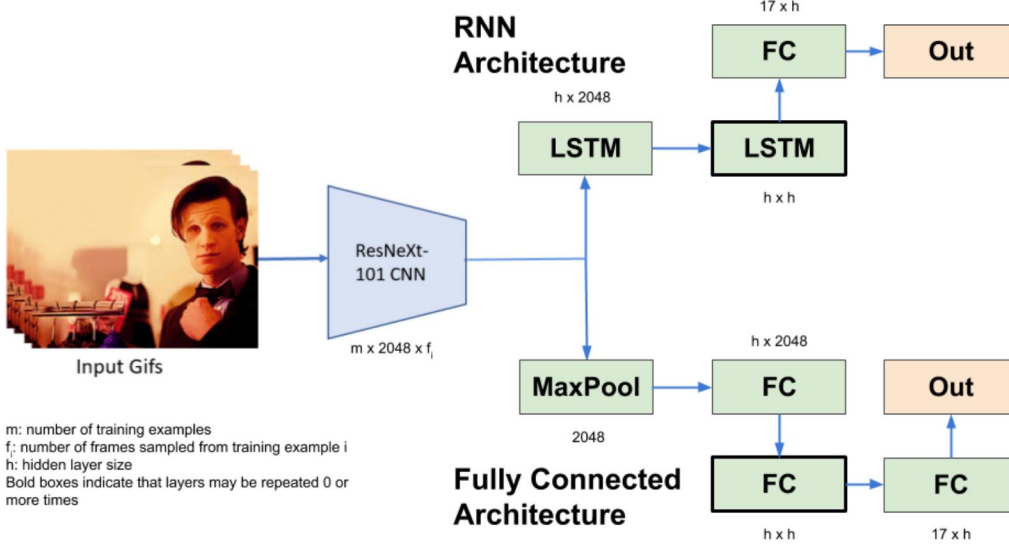 RNN
Architecture
17 x h
FC
Out
h x 2048
LSTM
LSTM
h x h
ResNeXt-
101 CNN
m x 2048 x fᵢ
Input Gifs
h x 2048
MaxPool
FC
Out
2048
m: number of training examples
fᵢ: number of frames sampled from training example i
h: hidden layer size
Bold boxes indicate that layers may be repeated 0 or
more times
Fully Connected
Architecture
FC
FC
h x h
17 x h